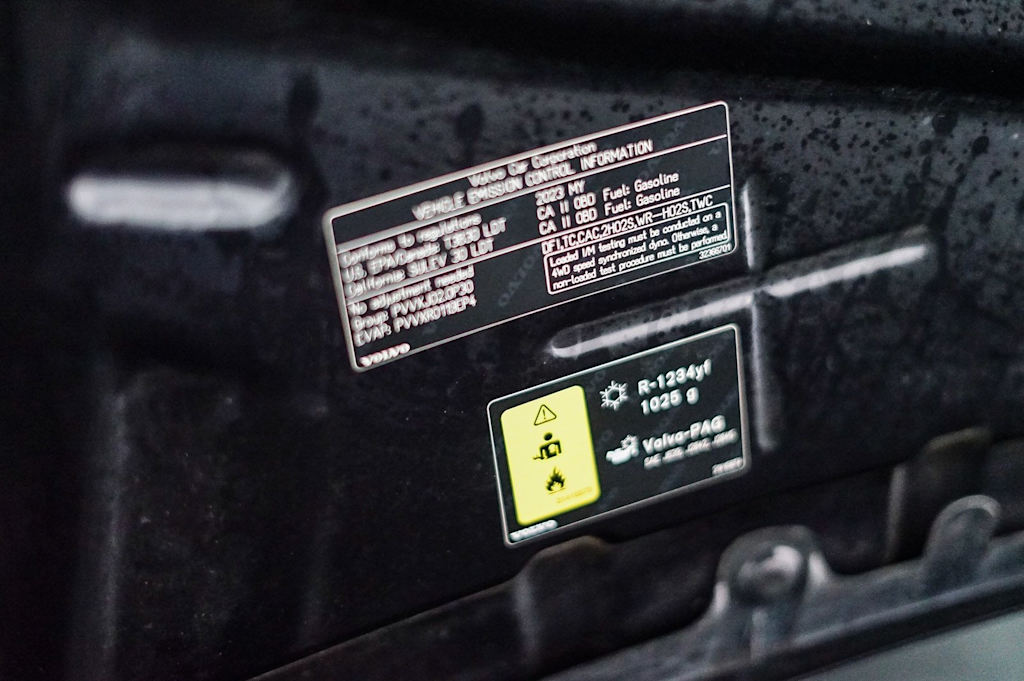 Volvo Car Corporation
VEHICLE EMISSION CONTROL INFORMATION
Conforms to regulations 2023 MY
US. EPA/Canada T3B30 LDT CA II OBD Fuel: Gasoline
California SULEV 30 LDT CA II OBD Fuel: Gasoline
No adjustment needed DFI,TC,CAC,2HO2S,WR-HO2S,TWC
Group:
EVAP:
Loaded I/M testing must be conducted on a
4WD speed synchronized dyno. Otherwise, a
non-loaded test procedure must be performed
32366701
VOLVO
R-1234yf
1025 g
Volvo-PAG
VOLVO